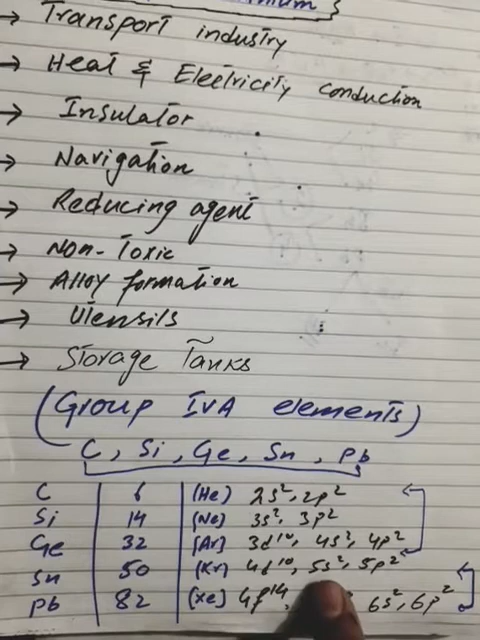 → Transport industry
→ Heat & Electricity conduction
→ Insulator
→ Navigation
→ Reducing agent
→ Non-Toxic
→ Alloy formation
→ Utensils
→ Storage Tanks
(Group IVA elements)
C, Si, Ge, Sn, Pb
C 6 (He) 2s², 2p²
Si 14 (Ne) 3s², 3p²
Ge 32 [Ar] 3d¹⁰, 4s², 4p²
Sn 50 (Kr) 4d¹⁰, 5s², 5p²
Pb 82 (Xe) 4f¹⁴, 6s², 6p²